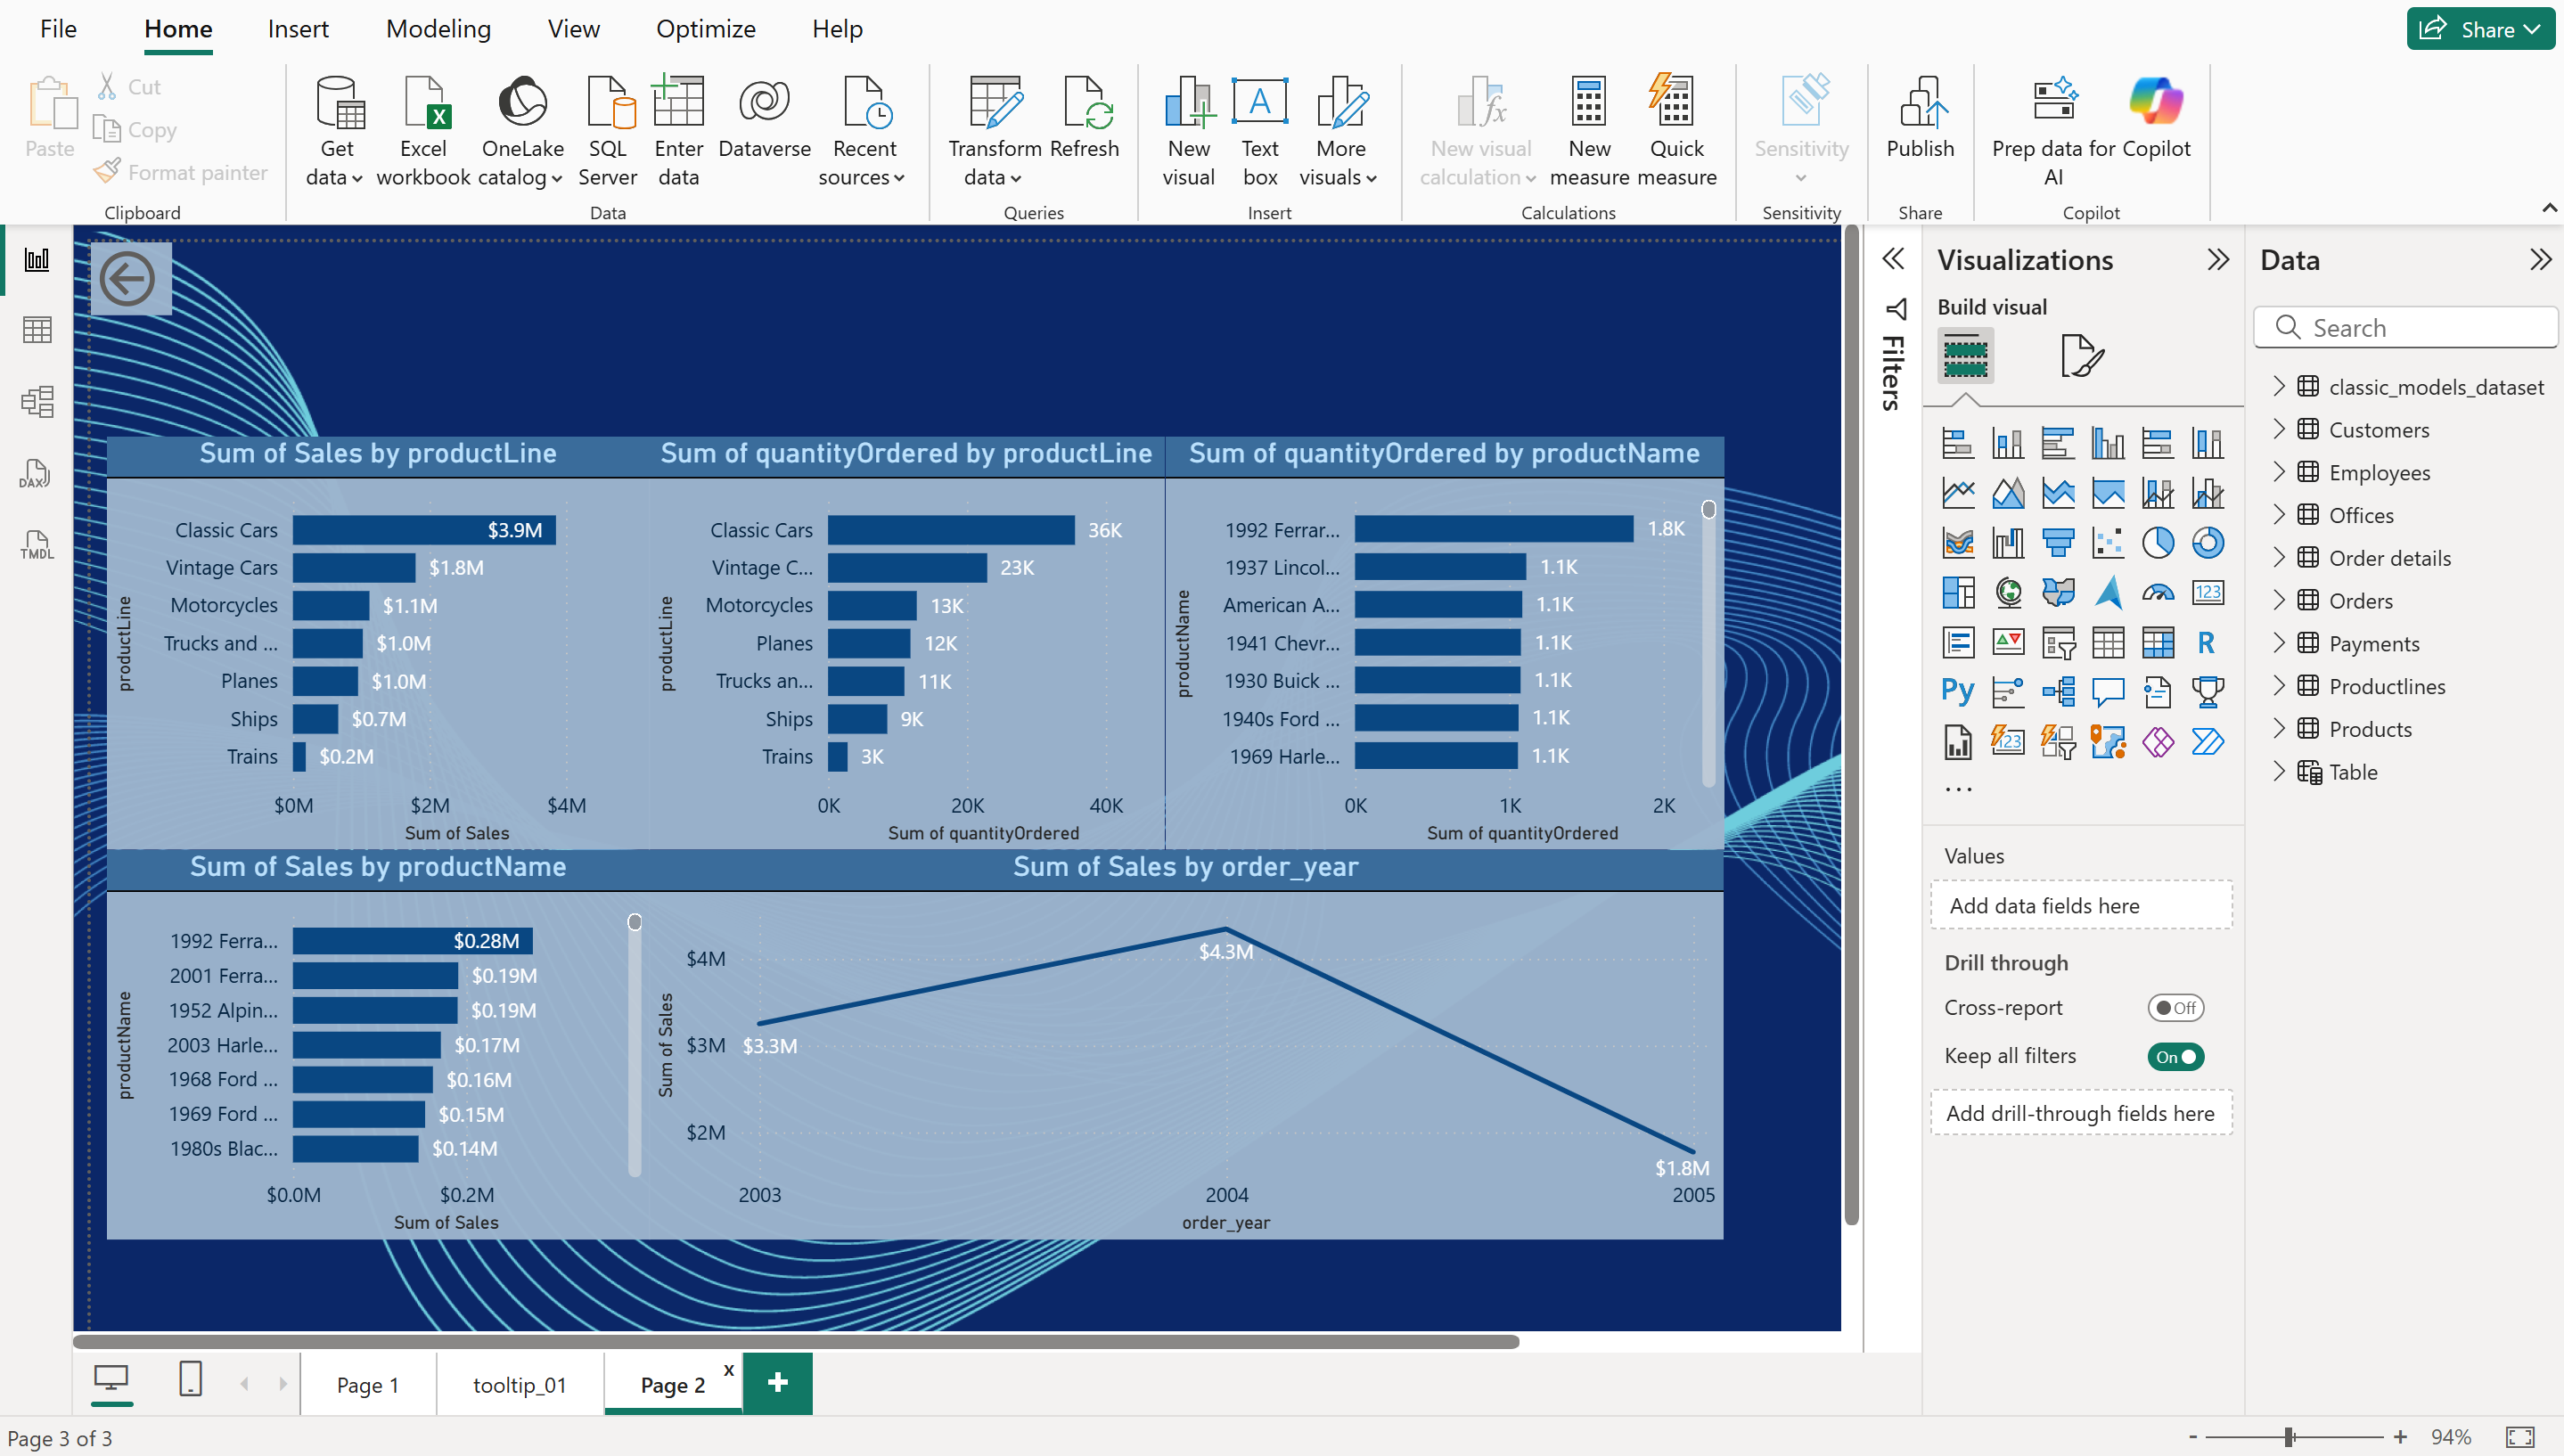 File Home Insert Modeling View Optimize Help Share
Paste
Cut
Copy
Format painter
Clipboard
Get data
Excel workbook
OneLake catalog
SQL Server
Enter data
Dataverse
Recent sources
Data
Transform data
Refresh
Queries
New visual
Text box
A
More visuals
Insert
New visual calculation
New measure
Quick measure
Calculations
Sensitivity
Sensitivity
Publish
Share
Prep data for AI
Copilot
Copilot
DAX
TMDL
Sum of Sales by productLine
productLine
Classic Cars $3.9M
Vintage Cars $1.8M
Motorcycles $1.1M
Trucks and ... $1.0M
Planes $1.0M
Ships $0.7M
Trains $0.2M
$0M $2M $4M
Sum of Sales
Sum of quantityOrdered by productLine
productLine
Classic Cars 36K
Vintage C... 23K
Motorcycles 13K
Planes 12K
Trucks an... 11K
Ships 9K
Trains 3K
0K 20K 40K
Sum of quantityOrdered
Sum of quantityOrdered by productName
productName
1992 Ferrar... 1.8K
1937 Lincol... 1.1K
American A... 1.1K
1941 Chevr... 1.1K
1930 Buick ... 1.1K
1940s Ford ... 1.1K
1969 Harle... 1.1K
0K 1K 2K
Sum of quantityOrdered
Sum of Sales by productName
productName
1992 Ferra... $0.28M
2001 Ferra... $0.19M
1952 Alpin... $0.19M
2003 Harle... $0.17M
1968 Ford ... $0.16M
1969 Ford ... $0.15M
1980s Blac... $0.14M
$0.0M $0.2M
Sum of Sales
Sum of Sales by order_year
Sum of Sales
$4M
$3M
$2M
$3.3M
$4.3M
$1.8M
2003 2004 2005
order_year
Filters
Visualizations
Build visual
123
R
Py
123
...
Values
Add data fields here
Drill through
Cross-report Off
Keep all filters On
Add drill-through fields here
Data
Search
classic_models_dataset
Customers
Employees
Offices
Order details
Orders
Payments
Productlines
Products
Table
Page 1
tooltip_01
Page 2 x
+
Page 3 of 3
- + 94%